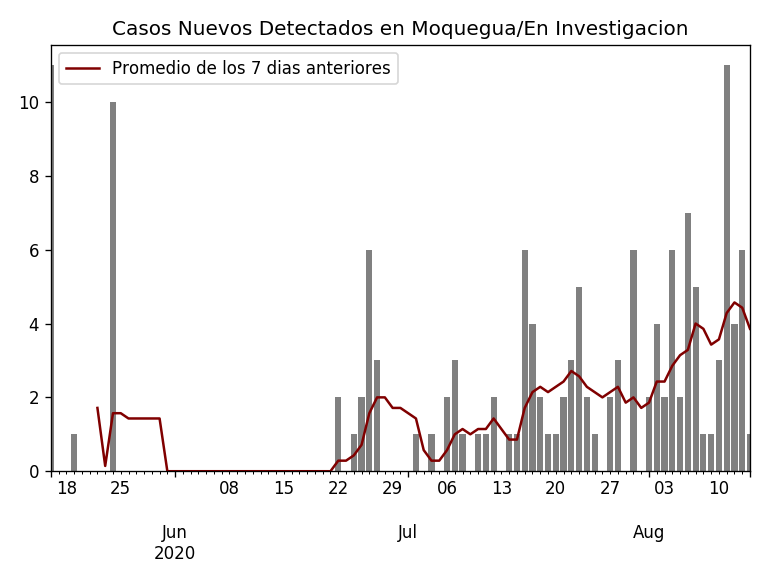 Casos Nuevos Detectados en Moquegua/En Investigacion
Promedio de los 7 dias anteriores
10
8
6
4
2
0
18 25 08 15 22 29 06 13 20 27 03 10
Jun Jul Aug
2020